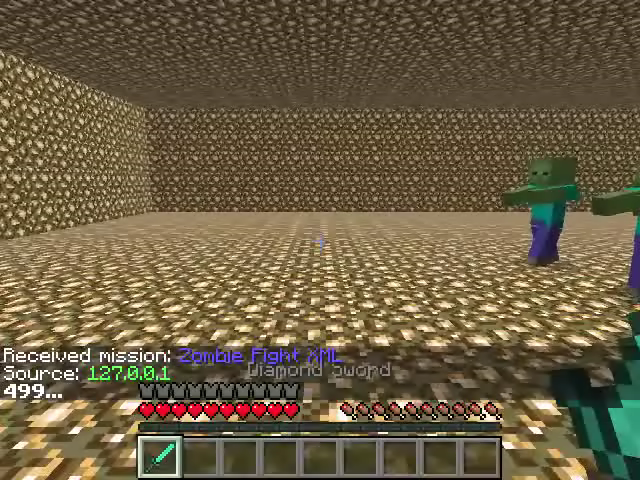 Received mission: Zombie Fight XML
Source: 127.0.0.1
Diamond Sword
499...